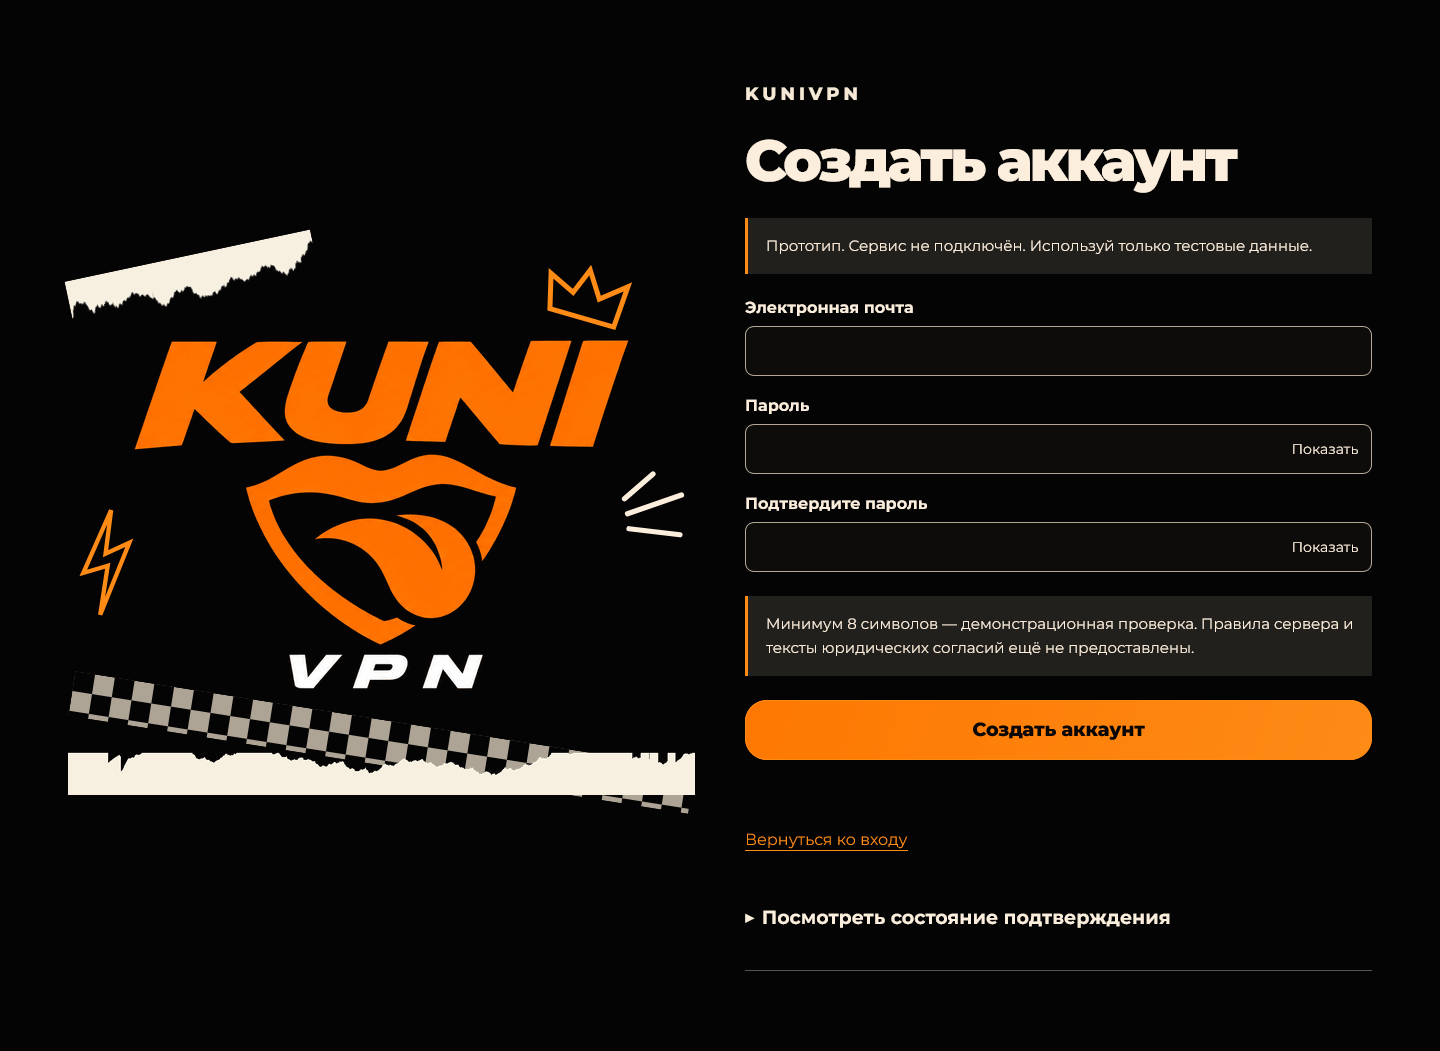 KUNI
VPN
KUNIVPN
Создать аккаунт
Прототип. Сервис не подключён. Используй только тестовые данные.
Электронная почта
Пароль
Показать
Подтвердите пароль
Показать
Минимум 8 символов — демонстрационная проверка. Правила сервера и
тексты юридических согласий ещё не предоставлены.
Создать аккаунт
Вернуться ко входу
Посмотреть состояние подтверждения